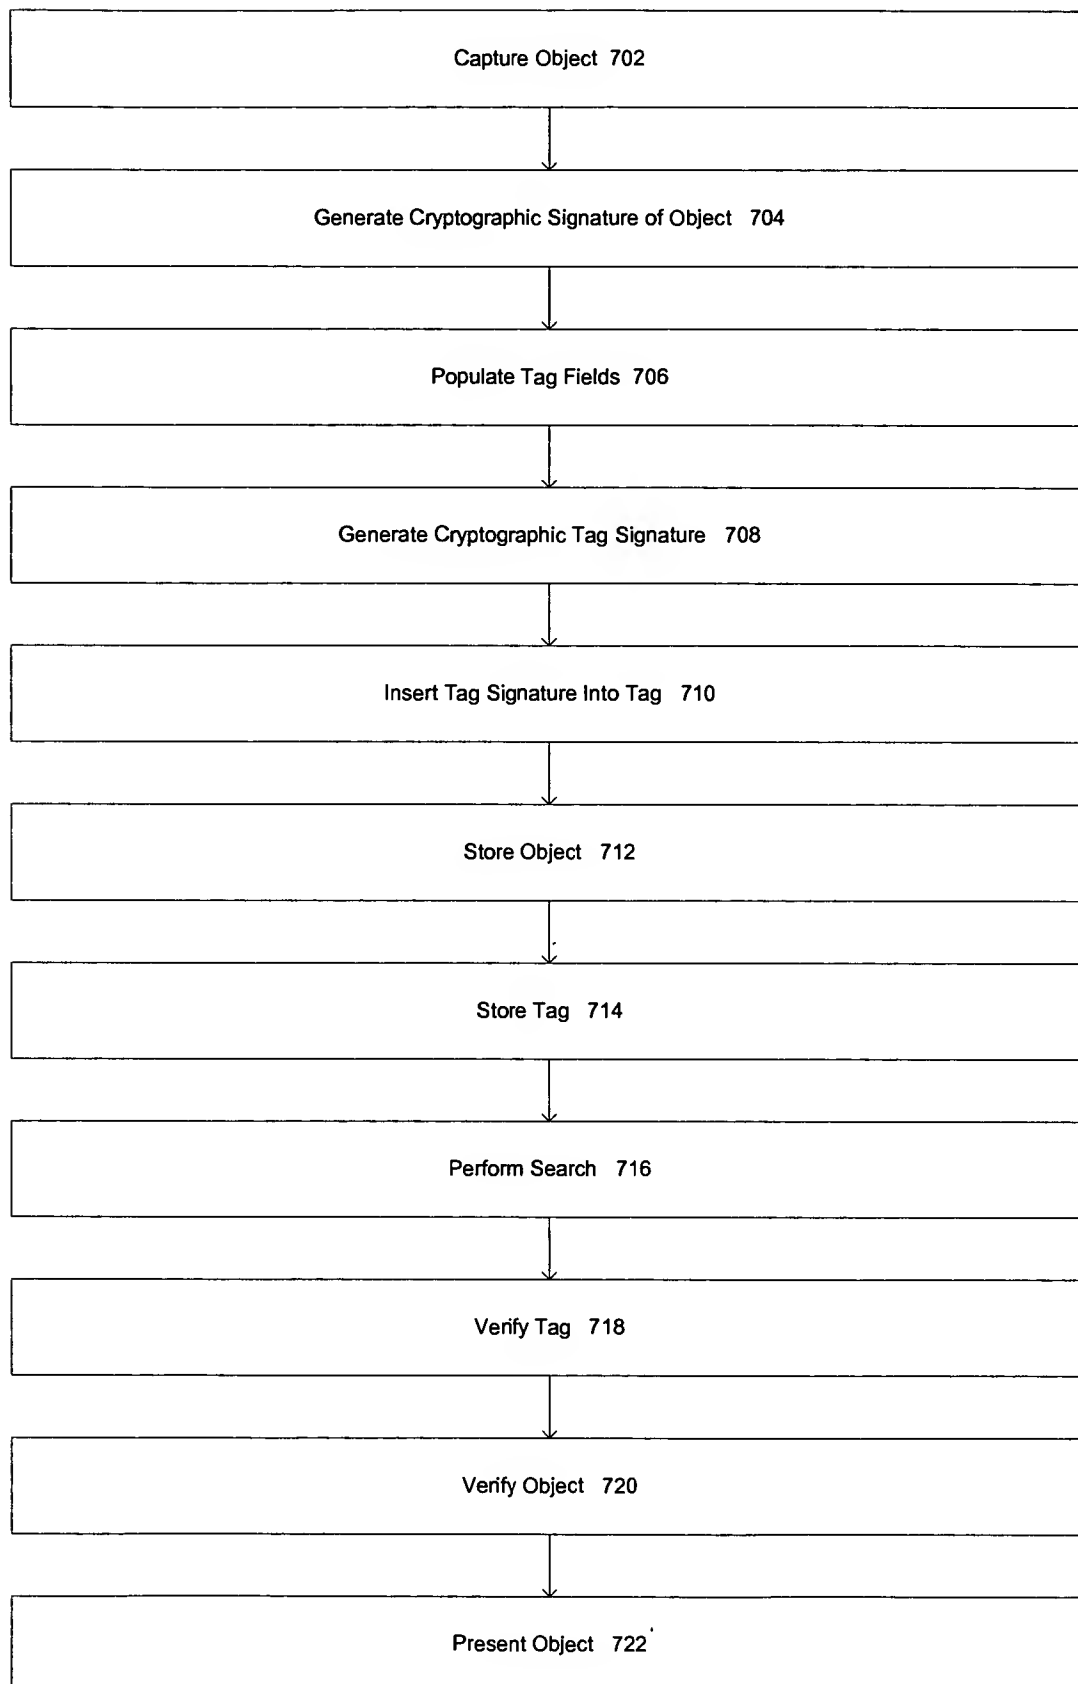 Capture Object 702
Generate Cryptographic Signature of Object 704
Populate Tag Fields 706
Generate Cryptographic Tag Signature 708
Insert Tag Signature Into Tag 710
Store Object 712
Store Tag 714
Perform Search 716
Verify Tag 718
Verify Object 720
Present Object 722